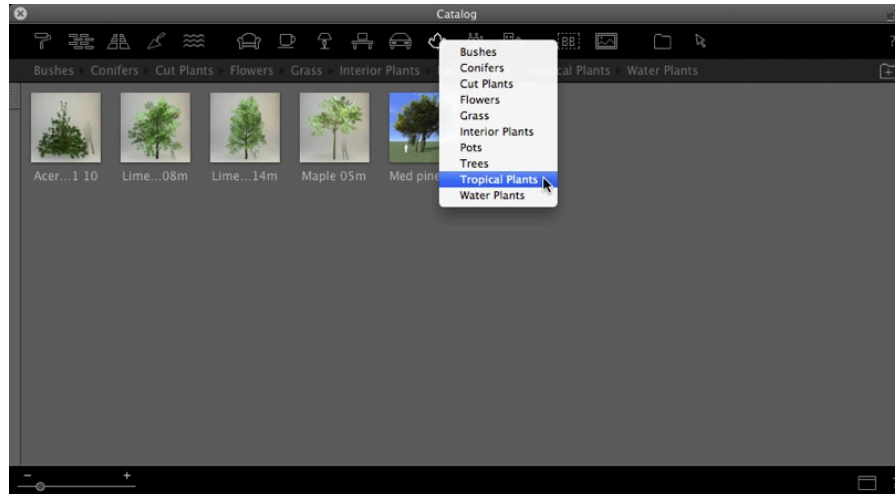 Catalog
BB
Bushes Conifers Cut Plants Flowers Grass Interior Plants cal Plants Water Plants
Bushes
Conifers
Cut Plants
Flowers
Grass
Interior Plants
Pots
Trees
Tropical Plants
Water Plants
Acer...1 10 Lime...08m Lime...14m Maple 05m Med pine